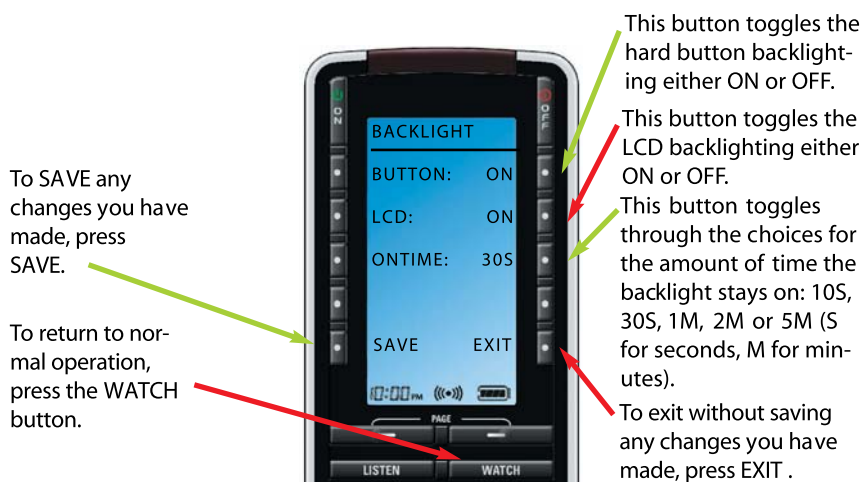 This button toggles the
hard button backlight-
ing either ON or OFF.
This button toggles the
LCD backlighting either
ON or OFF.
This button toggles
through the choices for
the amount of time the
backlight stays on: 10S,
30S, 1M, 2M or 5M (S
for seconds, M for min-
utes).
To exit without saving
any changes you have
made, press EXIT .
To SAVE any
changes you have
made, press
SAVE.
To return to nor-
mal operation,
press the WATCH
button.
ON
OFF
BACKLIGHT
BUTTON: ON
LCD: ON
ONTIME: 30S
SAVE EXIT
10:00 PM
PAGE
LISTEN WATCH